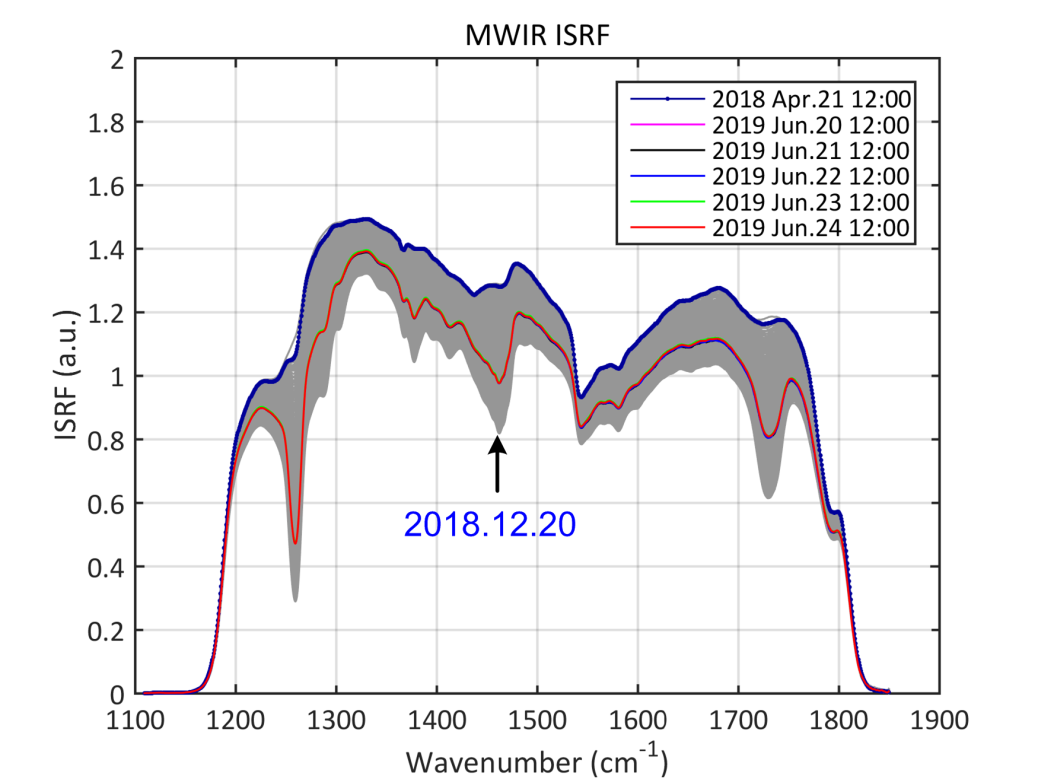 MWIR ISRF
2
1.8
1.6
1.4
1.2
1
0.8
0.6
0.4
0.2
0
ISRF (a.u.)
2018 Apr.21 12:00
2019 Jun.20 12:00
2019 Jun.21 12:00
2019 Jun.22 12:00
2019 Jun.23 12:00
2019 Jun.24 12:00
2018.12.20
1100 1200 1300 1400 1500 1600 1700 1800 1900
Wavenumber (cm⁻¹)